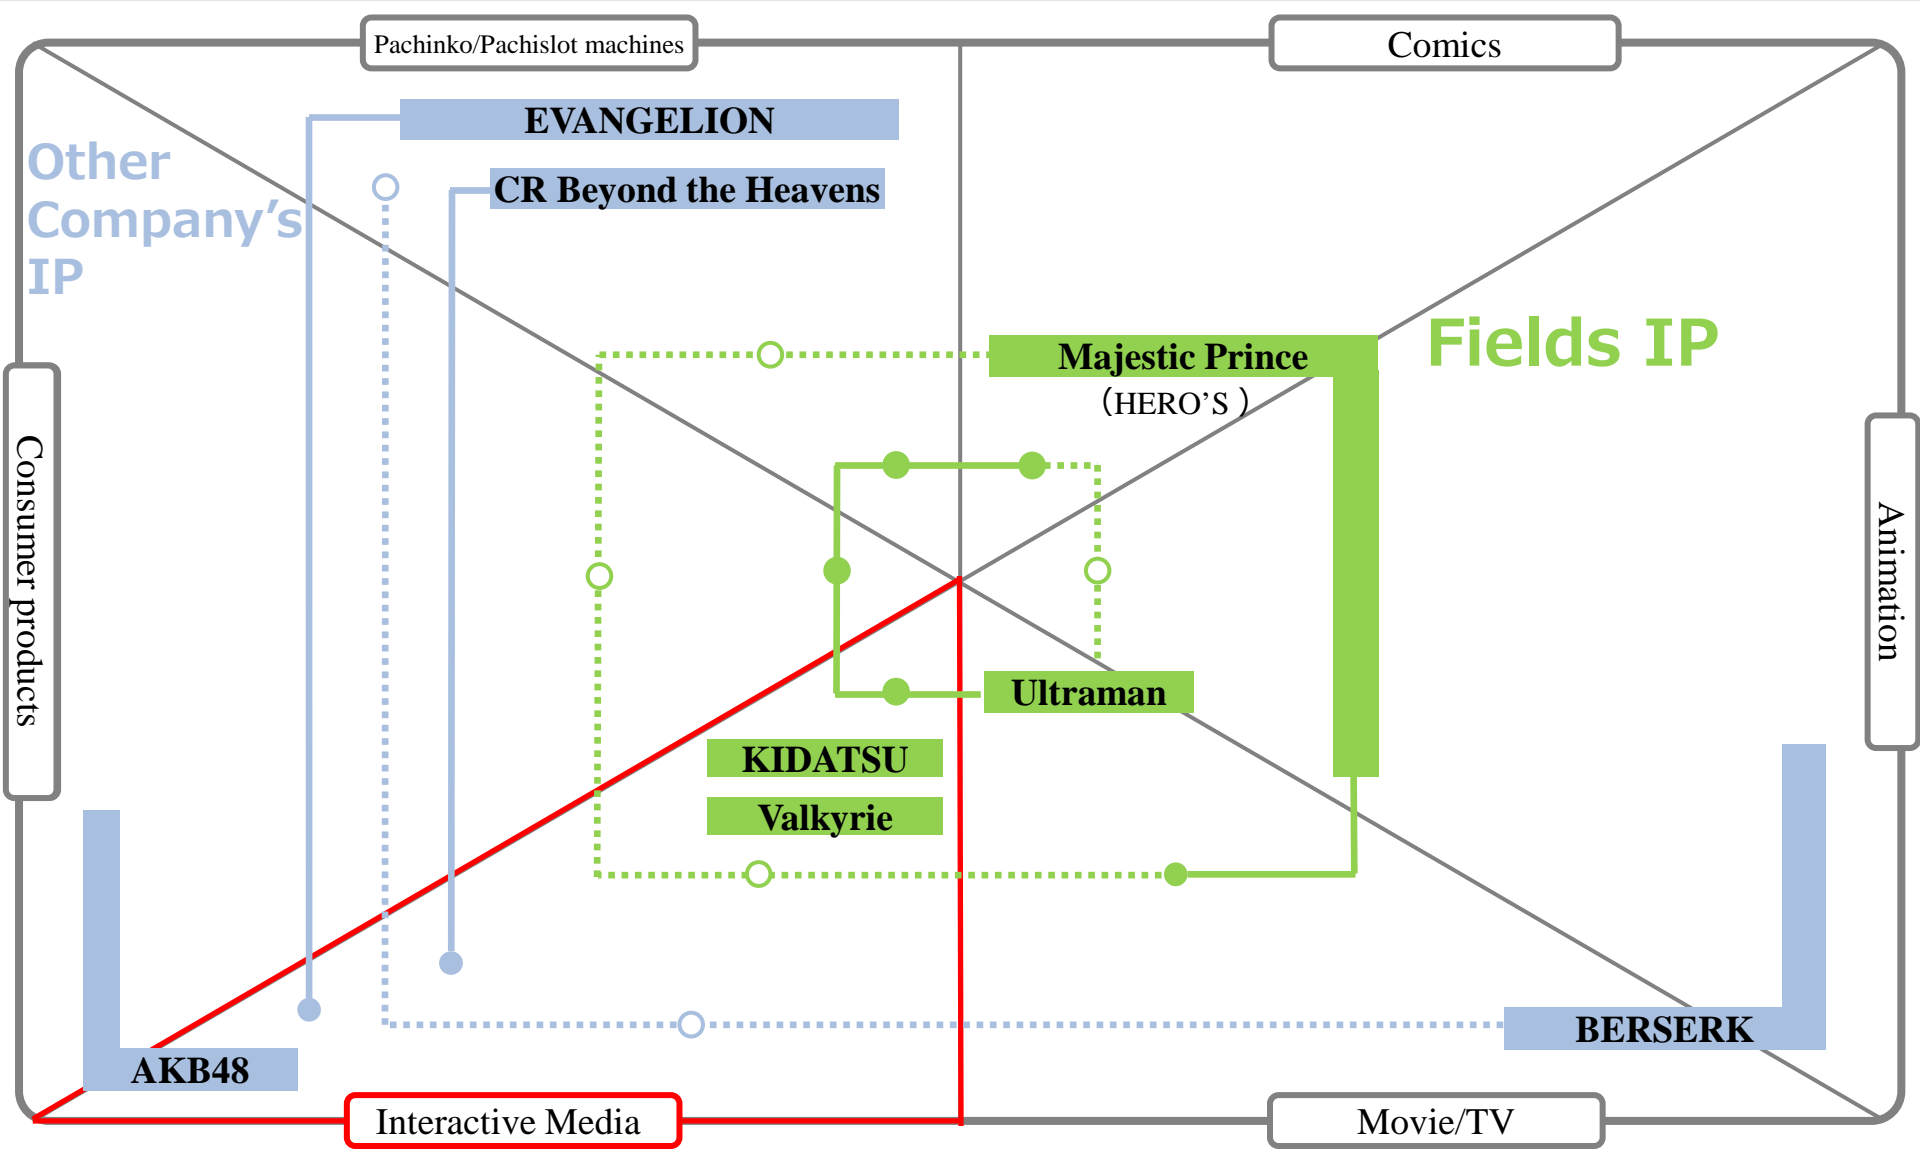 Pachinko/Pachislot machines
Comics
EVANGELION
Other
Company’s
IP
CR Beyond the Heavens
Fields IP
Majestic Prince
（HERO’S ）
Consumer products
Animation
Ultraman
KIDATSU
Valkyrie
BERSERK
AKB48
Interactive Media
Movie/TV